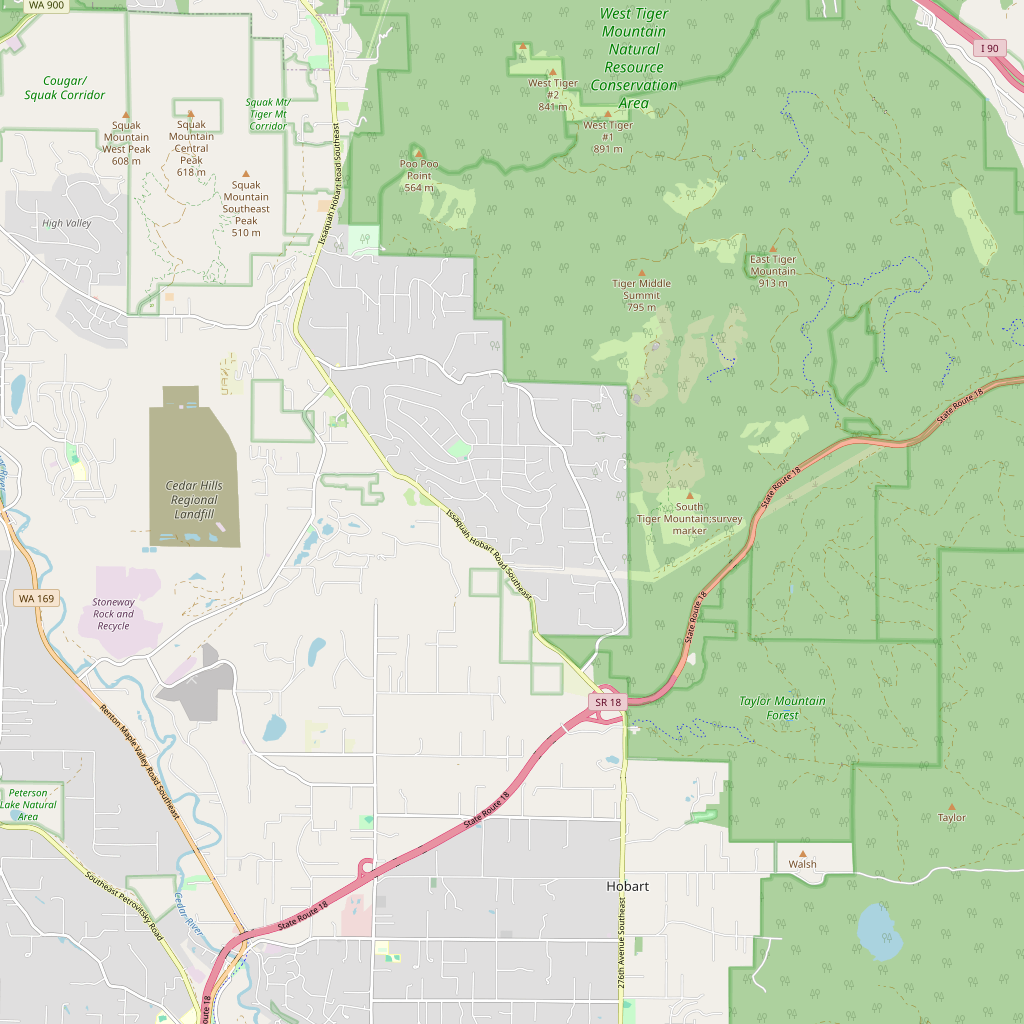 WA 900
West Tiger
Mountain
Natural
Resource
Conservation
Area
I 90
Cougar/
Squak Corridor
Squak Mt/
Tiger Mt
Corridor
West Tiger
#2
841 m
West Tiger
#1
891 m
Squak
Mountain
West Peak
608 m
Squak
Mountain
Central
Peak
618 m
Squak
Mountain
Southeast
Peak
510 m
Poo Poo
Point
564 m
Issaquah Hobart Road Southeast
High Valley
East Tiger
Mountain
913 m
Tiger Middle
Summit
795 m
State Route 18
State Route 18
Cedar Hills
Regional
Landfill
South
Tiger Mountain;survey
marker
Issaquah Hobart Road Southeast
WA 169
Stoneway
Rock and
Recycle
State Route 18
SR 18
Taylor Mountain
Forest
Renton Maple Valley Road Southeast
Peterson
Lake Natural
Area
State Route 18
Taylor
Walsh
Hobart
Southeast Petrovitsky Road
Cedar River
State Route 18
276th Avenue Southeast